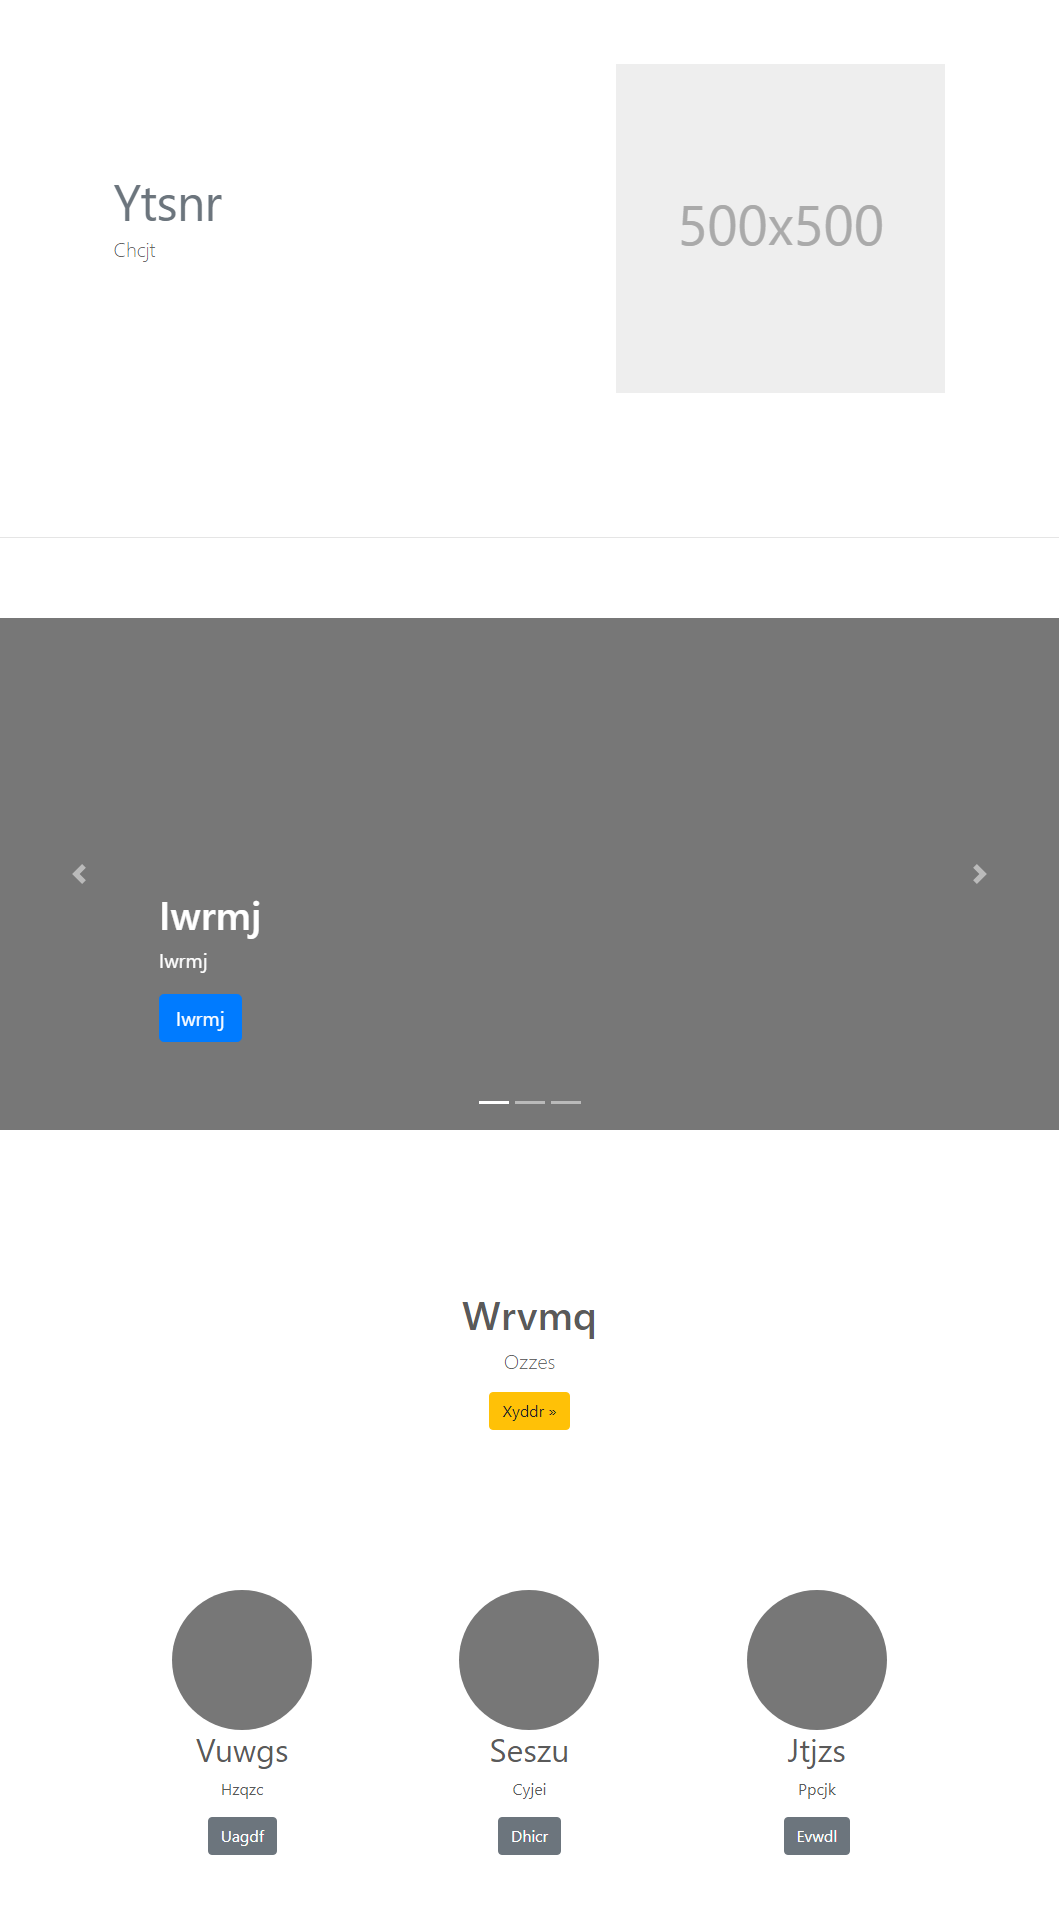 Ytsnr
Chcjt
500x500
Iwrmj
Iwrmj
Iwrmj
Wrvmq
Ozzes
Xyddr »
Vuwgs
Hzqzc
Uagdf
Seszu
Cyjei
Dhicr
Jtjzs
Ppcjk
Evwdl